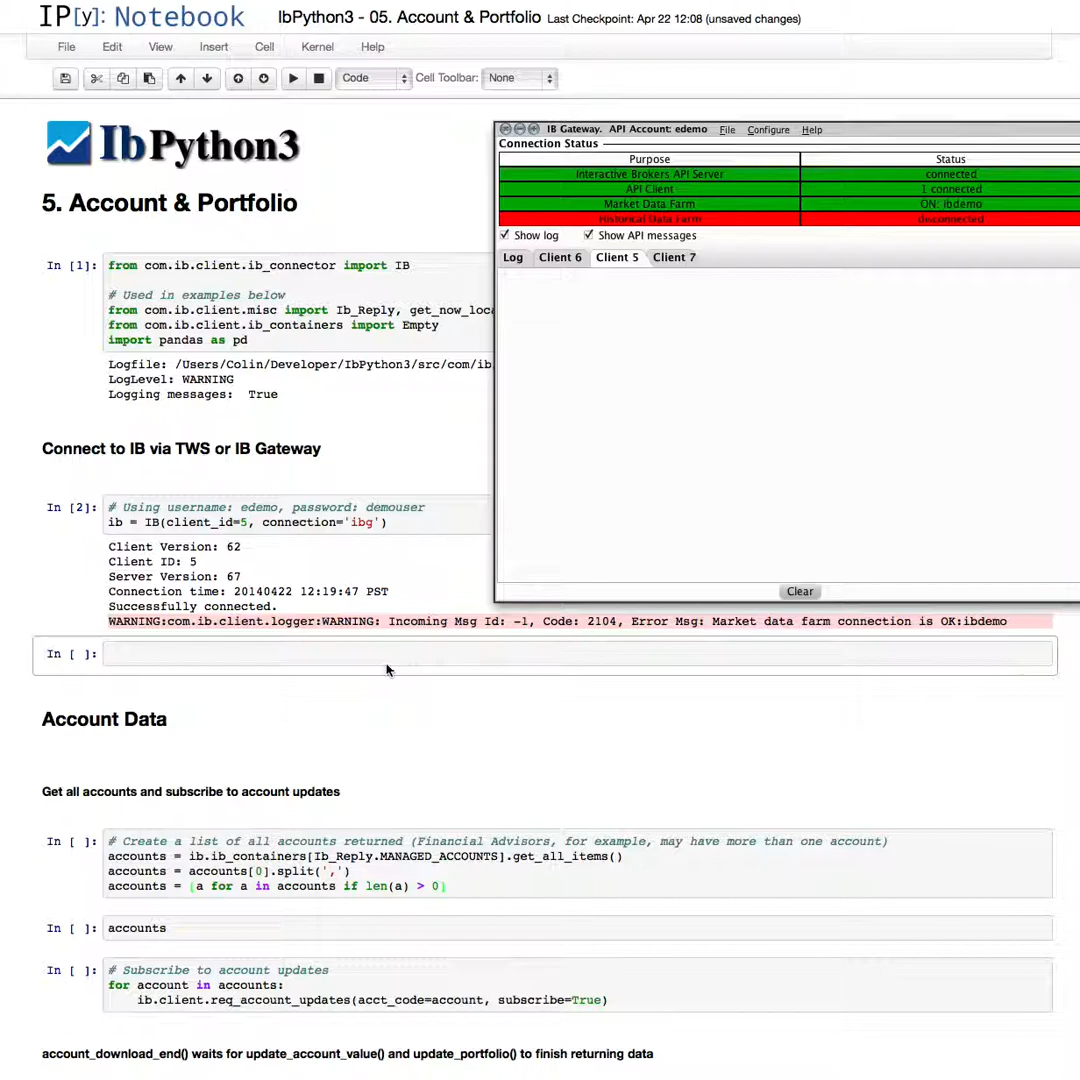 IP[y]: Notebook
IbPython3 - 05. Account & Portfolio Last Checkpoint: Apr 22 12:08 (unsaved changes)
File Edit View Insert Cell Kernel Help
Code Cell Toolbar: None
IbPython3
5. Account & Portfolio
In [1]: from com.ib.client.ib_connector import IB
# Used in examples below
from com.ib.client.misc import Ib_Reply, get_now_loca
from com.ib.client.ib_containers import Empty
import pandas as pd
Logfile: /Users/Colin/Developer/IbPython3/src/com/ib
LogLevel: WARNING
Logging messages: True
IB Gateway. API Account: edemo File Configure Help
Connection Status
Purpose Status
Interactive Brokers API Server connected
API Client 1 connected
Market Data Farm ON: ibdemo
Historical Data Farm disconnected
Show log Show API messages
Log Client 6 Client 5 Client 7
Clear
Connect to IB via TWS or IB Gateway
In [2]: # Using username: edemo, password: demouser
ib = IB(client_id=5, connection='ibg')
Client Version: 62
Client ID: 5
Server Version: 67
Connection time: 20140422 12:19:47 PST
Successfully connected.
WARNING:com.ib.client.logger:WARNING: Incoming Msg Id: -1, Code: 2104, Error Msg: Market data farm connection is OK:ibdemo
In [ ]:
Account Data
Get all accounts and subscribe to account updates
In [ ]: # Create a list of all accounts returned (Financial Advisors, for example, may have more than one account)
accounts = ib.ib_containers[Ib_Reply.MANAGED_ACCOUNTS].get_all_items()
accounts = accounts[0].split(',')
accounts = [a for a in accounts if len(a) > 0]
In [ ]: accounts
In [ ]: # Subscribe to account updates
for account in accounts:
ib.client.req_account_updates(acct_code=account, subscribe=True)
account_download_end() waits for update_account_value() and update_portfolio() to finish returning data